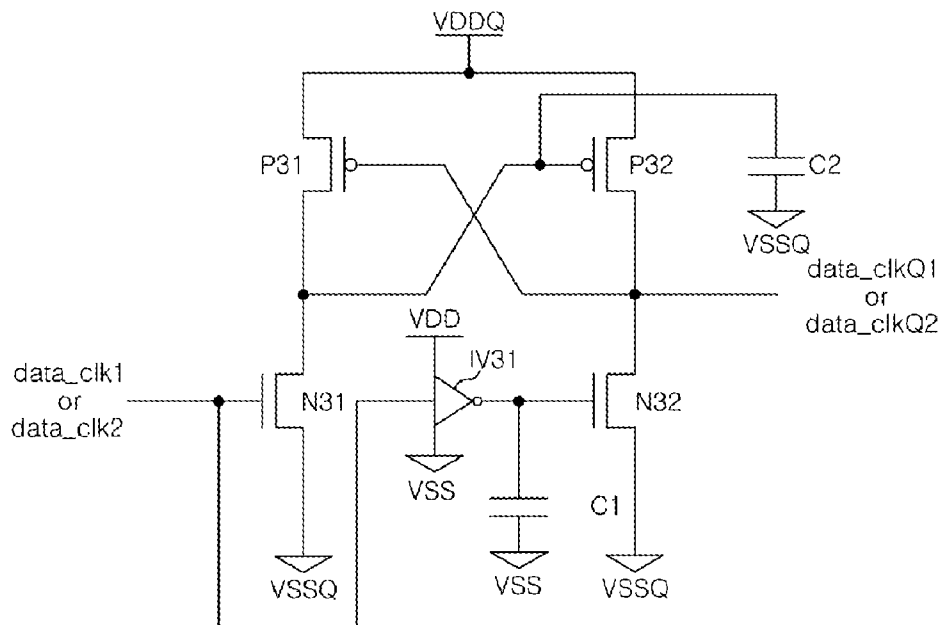 VDDQ
P31
P32
C2
VSSQ
data_clkQ1
or
data_clkQ2
VDD
IV31
data_clk1
or
data_clk2
N31
N32
VSS
C1
VSSQ
VSS
VSSQ